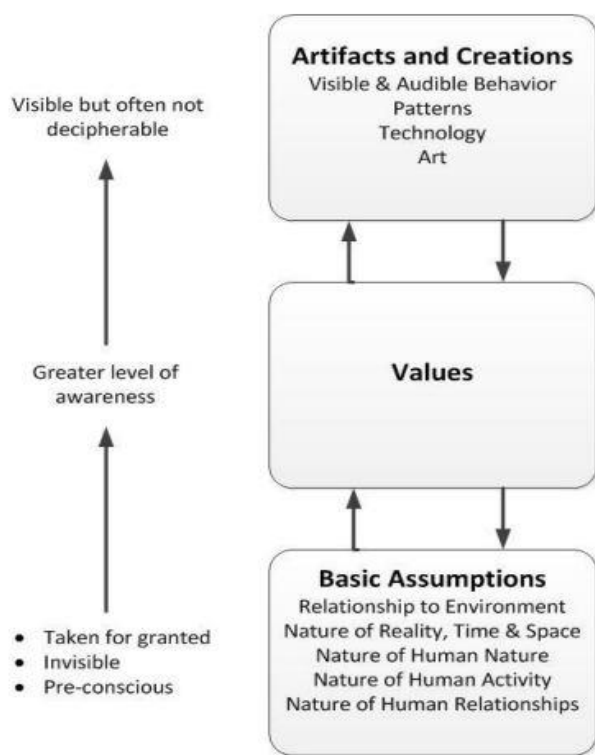 Artifacts and Creations
Visible & Audible Behavior
Patterns
Technology
Art
Visible but often not
decipherable
Values
Greater level of
awareness
Basic Assumptions
Relationship to Environment
Nature of Reality, Time & Space
Nature of Human Nature
Nature of Human Activity
Nature of Human Relationships
• Taken for granted
• Invisible
• Pre-conscious